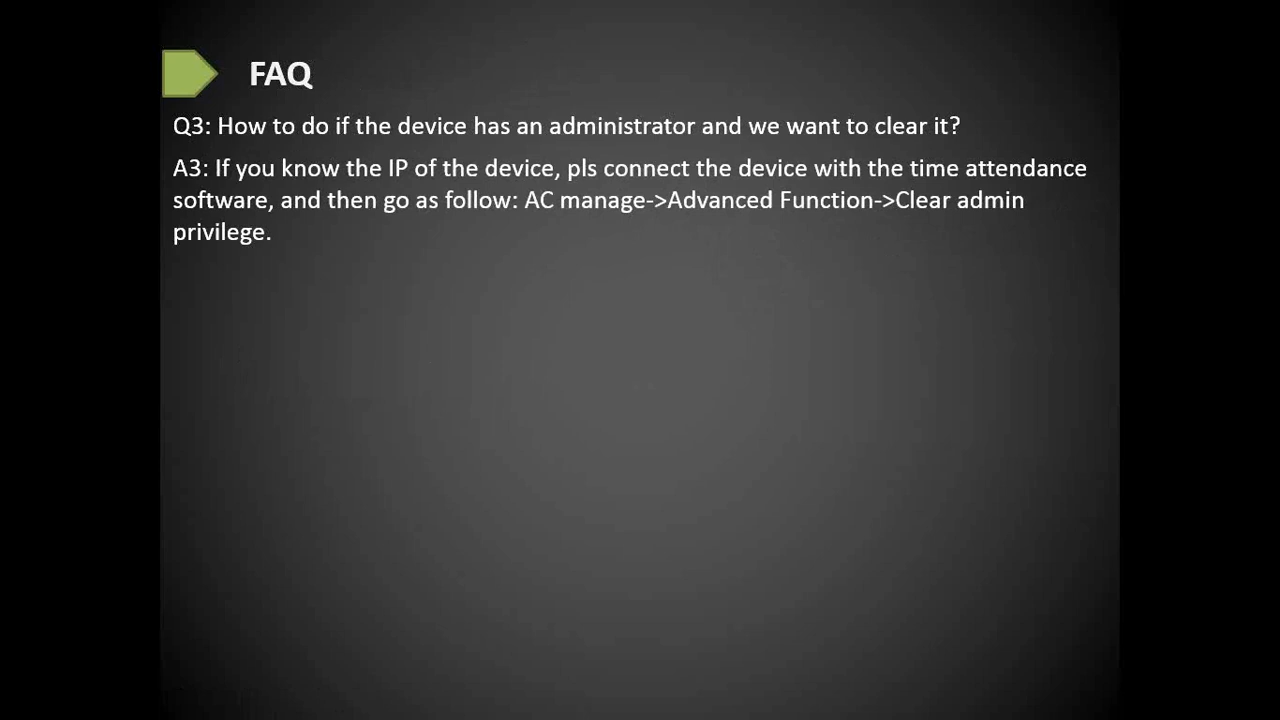 FAQ
Q3: How to do if the device has an administrator and we want to clear it?
A3: If you know the IP of the device, pls connect the device with the time attendance
software, and then go as follow: AC manage->Advanced Function->Clear admin
privilege.